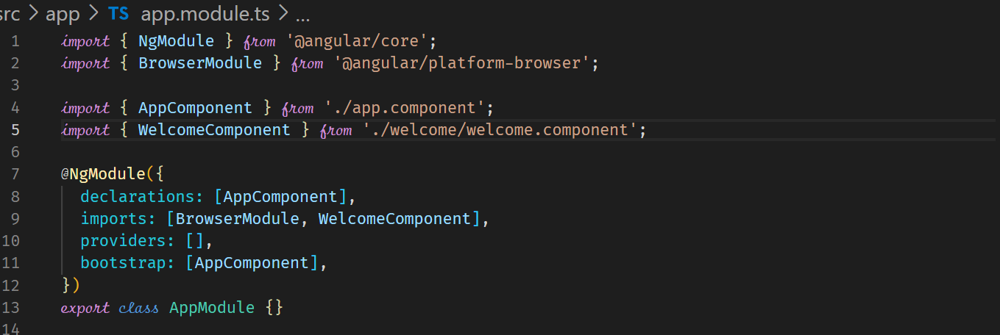 src > app > TS app.module.ts > ...
1 import { NgModule } from '@angular/core';
2 import { BrowserModule } from '@angular/platform-browser';
3
4 import { AppComponent } from './app.component';
5 import { WelcomeComponent } from './welcome/welcome.component';
6
7 @NgModule({
8 declarations: [AppComponent],
9 imports: [BrowserModule, WelcomeComponent],
10 providers: [],
11 bootstrap: [AppComponent],
12 })
13 export class AppModule {}
14